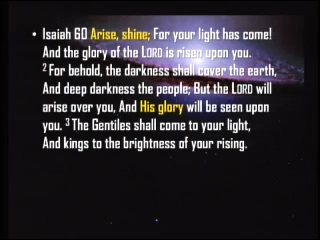 • Isaiah 60 Arise, shine; For your light has come!
And the glory of the LORD is risen upon you.
2 For behold, the darkness shall cover the earth,
And deep darkness the people; But the LORD will
arise over you, And His glory will be seen upon
you. 3 The Gentiles shall come to your light,
And kings to the brightness of your rising.